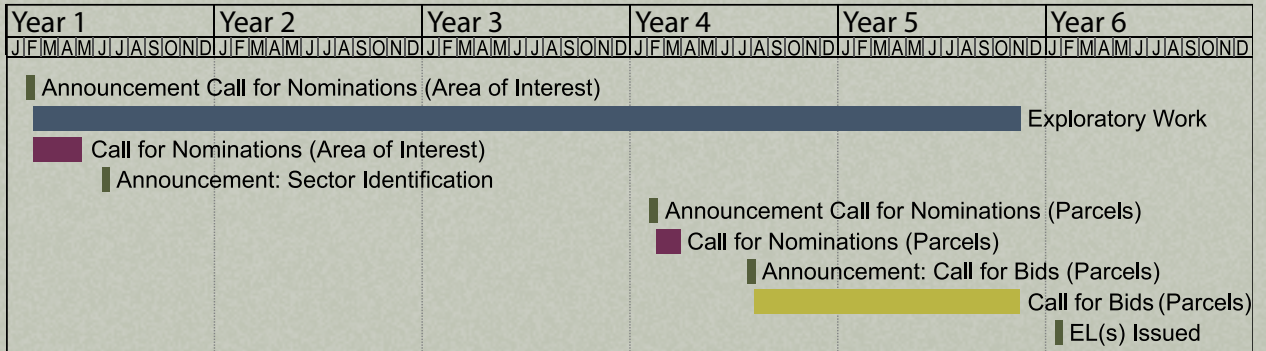 Year 1 Year 2 Year 3 Year 4 Year 5 Year 6
J F M A M J J A S O N D J F M A M J J A S O N D J F M A M J J A S O N D J F M A M J J A S O N D J F M A M J J A S O N D J F M A M J J A S O N D
Announcement Call for Nominations (Area of Interest)
Exploratory Work
Call for Nominations (Area of Interest)
Announcement: Sector Identification
Announcement Call for Nominations (Parcels)
Call for Nominations (Parcels)
Announcement: Call for Bids (Parcels)
Call for Bids (Parcels)
EL(s) Issued